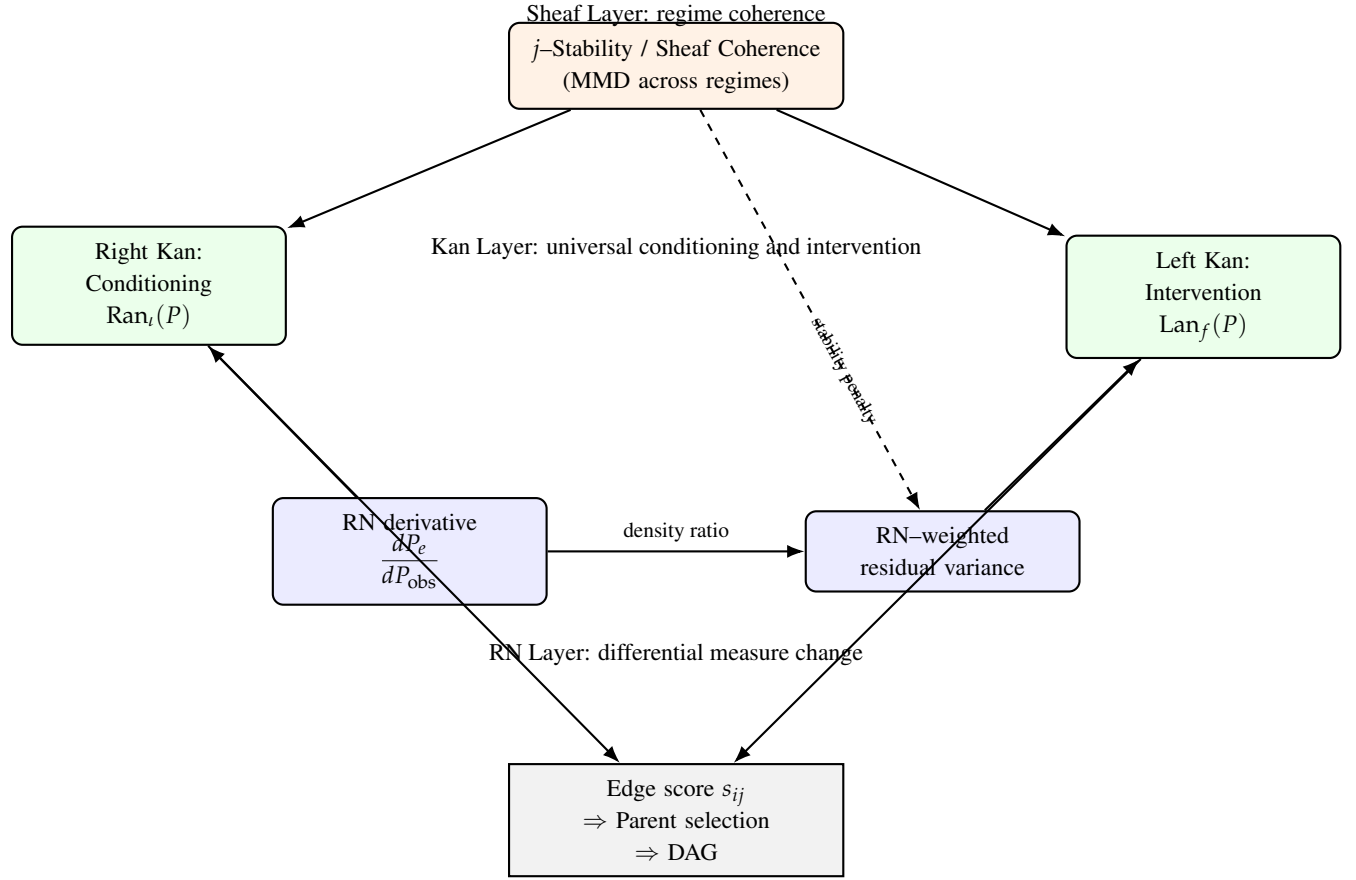 Sheaf Layer: regime coherence
j–Stability / Sheaf Coherence
(MMD across regimes)
Right Kan:
Conditioning
Ranι(P)
Kan Layer: universal conditioning and intervention
Left Kan:
Intervention
Lan_f(P)
stability penalty
RN derivative
dP_e
dP_obs
density ratio
RN–weighted
residual variance
RN Layer: differential measure change
Edge score s_ij
⇒ Parent selection
⇒ DAG